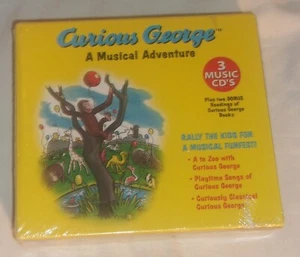 Curious George™
A Musical Adventure
3
MUSIC
CD'S
Plus two BONUS
Readings of
Curious George
Books
RALLY THE KIDS FOR
A MUSICAL FUNFEST!
• A to Zoo with
Curious George
• Playtime Songs of
Curious George
• Curiously Classical
Curious George